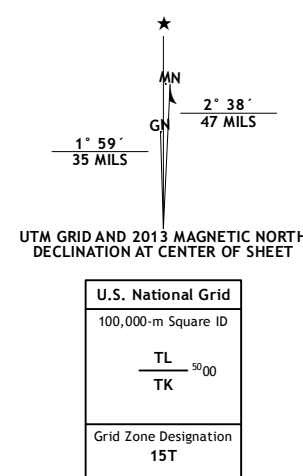 ★
MN
GN
2° 38´
47 MILS
1° 59´
35 MILS
UTM GRID AND 2013 MAGNETIC NORTH
DECLINATION AT CENTER OF SHEET
U.S. National Grid
100,000-m Square ID
TL
5000
TK
Grid Zone Designation
15T